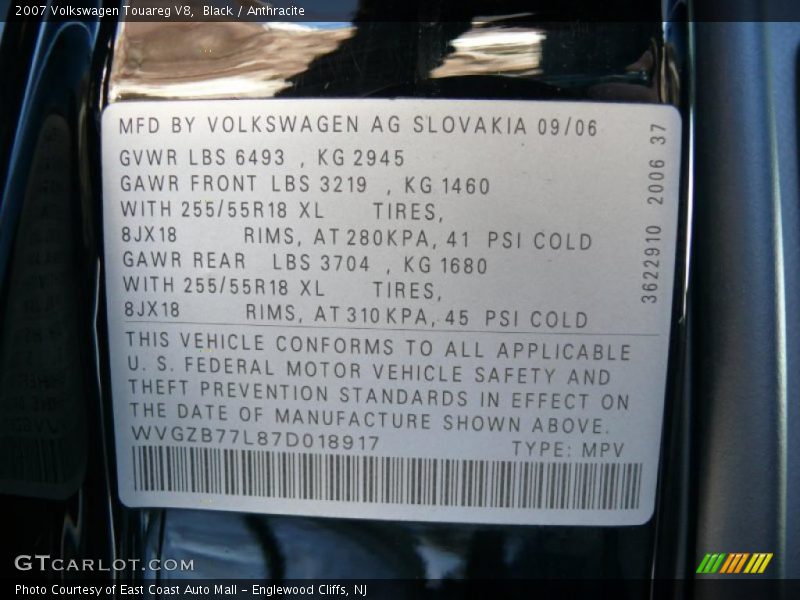 2007 Volkswagen Touareg V8, Black / Anthracite
MFD BY VOLKSWAGEN AG SLOVAKIA 09/06
GVWR LBS 6493 , KG 2945
GAWR FRONT LBS 3219 , KG 1460
WITH 255/55R18 XL TIRES,
8JX18 RIMS, AT 280KPA, 41 PSI COLD
GAWR REAR LBS 3704 , KG 1680
WITH 255/55R18 XL TIRES,
8JX18 RIMS, AT 310KPA, 45 PSI COLD
THIS VEHICLE CONFORMS TO ALL APPLICABLE
U. S. FEDERAL MOTOR VEHICLE SAFETY AND
THEFT PREVENTION STANDARDS IN EFFECT ON
THE DATE OF MANUFACTURE SHOWN ABOVE.
WVGZB77L87D018917 TYPE: MPV
3622910 2006 37
GTCARLOT.COM
Photo Courtesy of East Coast Auto Mall - Englewood Cliffs, NJ